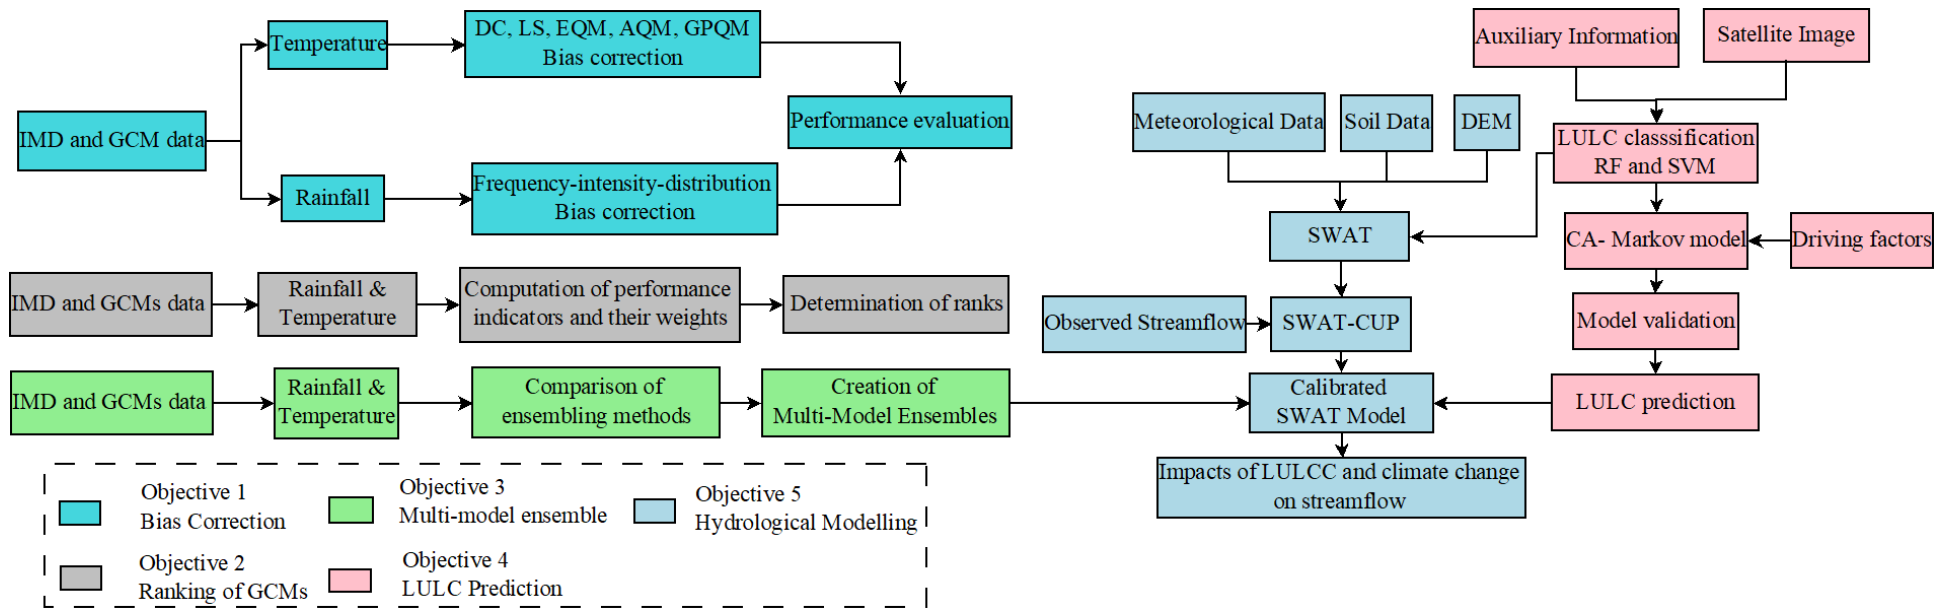 IMD and GCM data
Temperature
DC, LS, EQM, AQM, GPQM
Bias correction
Performance evaluation
Rainfall
Frequency-intensity-distribution
Bias correction
IMD and GCMs data
Rainfall &
Temperature
Computation of performance
indicators and their weights
Determination of ranks
IMD and GCMs data
Rainfall &
Temperature
Comparison of
ensembling methods
Creation of
Multi-Model Ensembles
Auxiliary Information
Satellite Image
Meteorological Data
Soil Data
DEM
LULC classsification
RF and SVM
SWAT
CA- Markov model
Driving factors
Observed Streamflow
SWAT-CUP
Model validation
Calibrated
SWAT Model
LULC prediction
Impacts of LULCC and climate change
on streamflow
Objective 1
Bias Correction
Objective 3
Multi-model ensemble
Objective 5
Hydrological Modelling
Objective 2
Ranking of GCMs
Objective 4
LULC Prediction